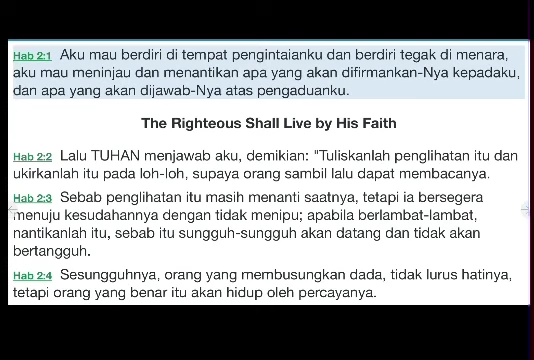 Hab 2:1 Aku mau berdiri di tempat pengintaianku dan berdiri tegak di menara,
aku mau meninjau dan menantikan apa yang akan difirmankan-Nya kepadaku,
dan apa yang akan dijawab-Nya atas pengaduanku.
The Righteous Shall Live by His Faith
Hab 2:2 Lalu TUHAN menjawab aku, demikian: "Tuliskanlah penglihatan itu dan
ukirkanlah itu pada loh-loh, supaya orang sambil lalu dapat membacanya.
Hab 2:3 Sebab penglihatan itu masih menanti saatnya, tetapi ia bersegera
menuju kesudahannya dengan tidak menipu; apabila berlambat-lambat,
nantikanlah itu, sebab itu sungguh-sungguh akan datang dan tidak akan
bertangguh.
Hab 2:4 Sesungguhnya, orang yang membusungkan dada, tidak lurus hatinya,
tetapi orang yang benar itu akan hidup oleh percayanya.